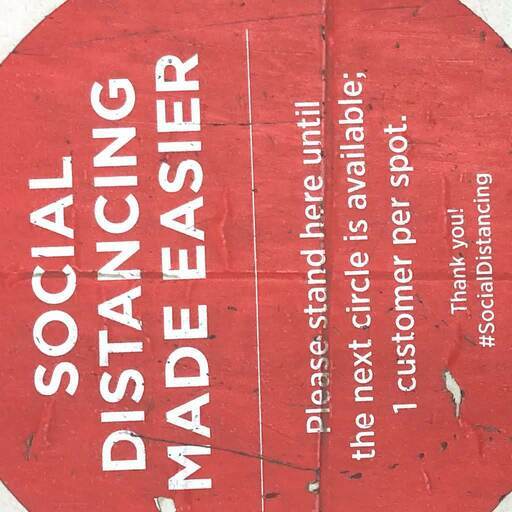 SOCIAL
DISTANCING
MADE EASIER
Please stand here until
the next circle is available;
1 customer per spot.
Thank you!
#SocialDistancing